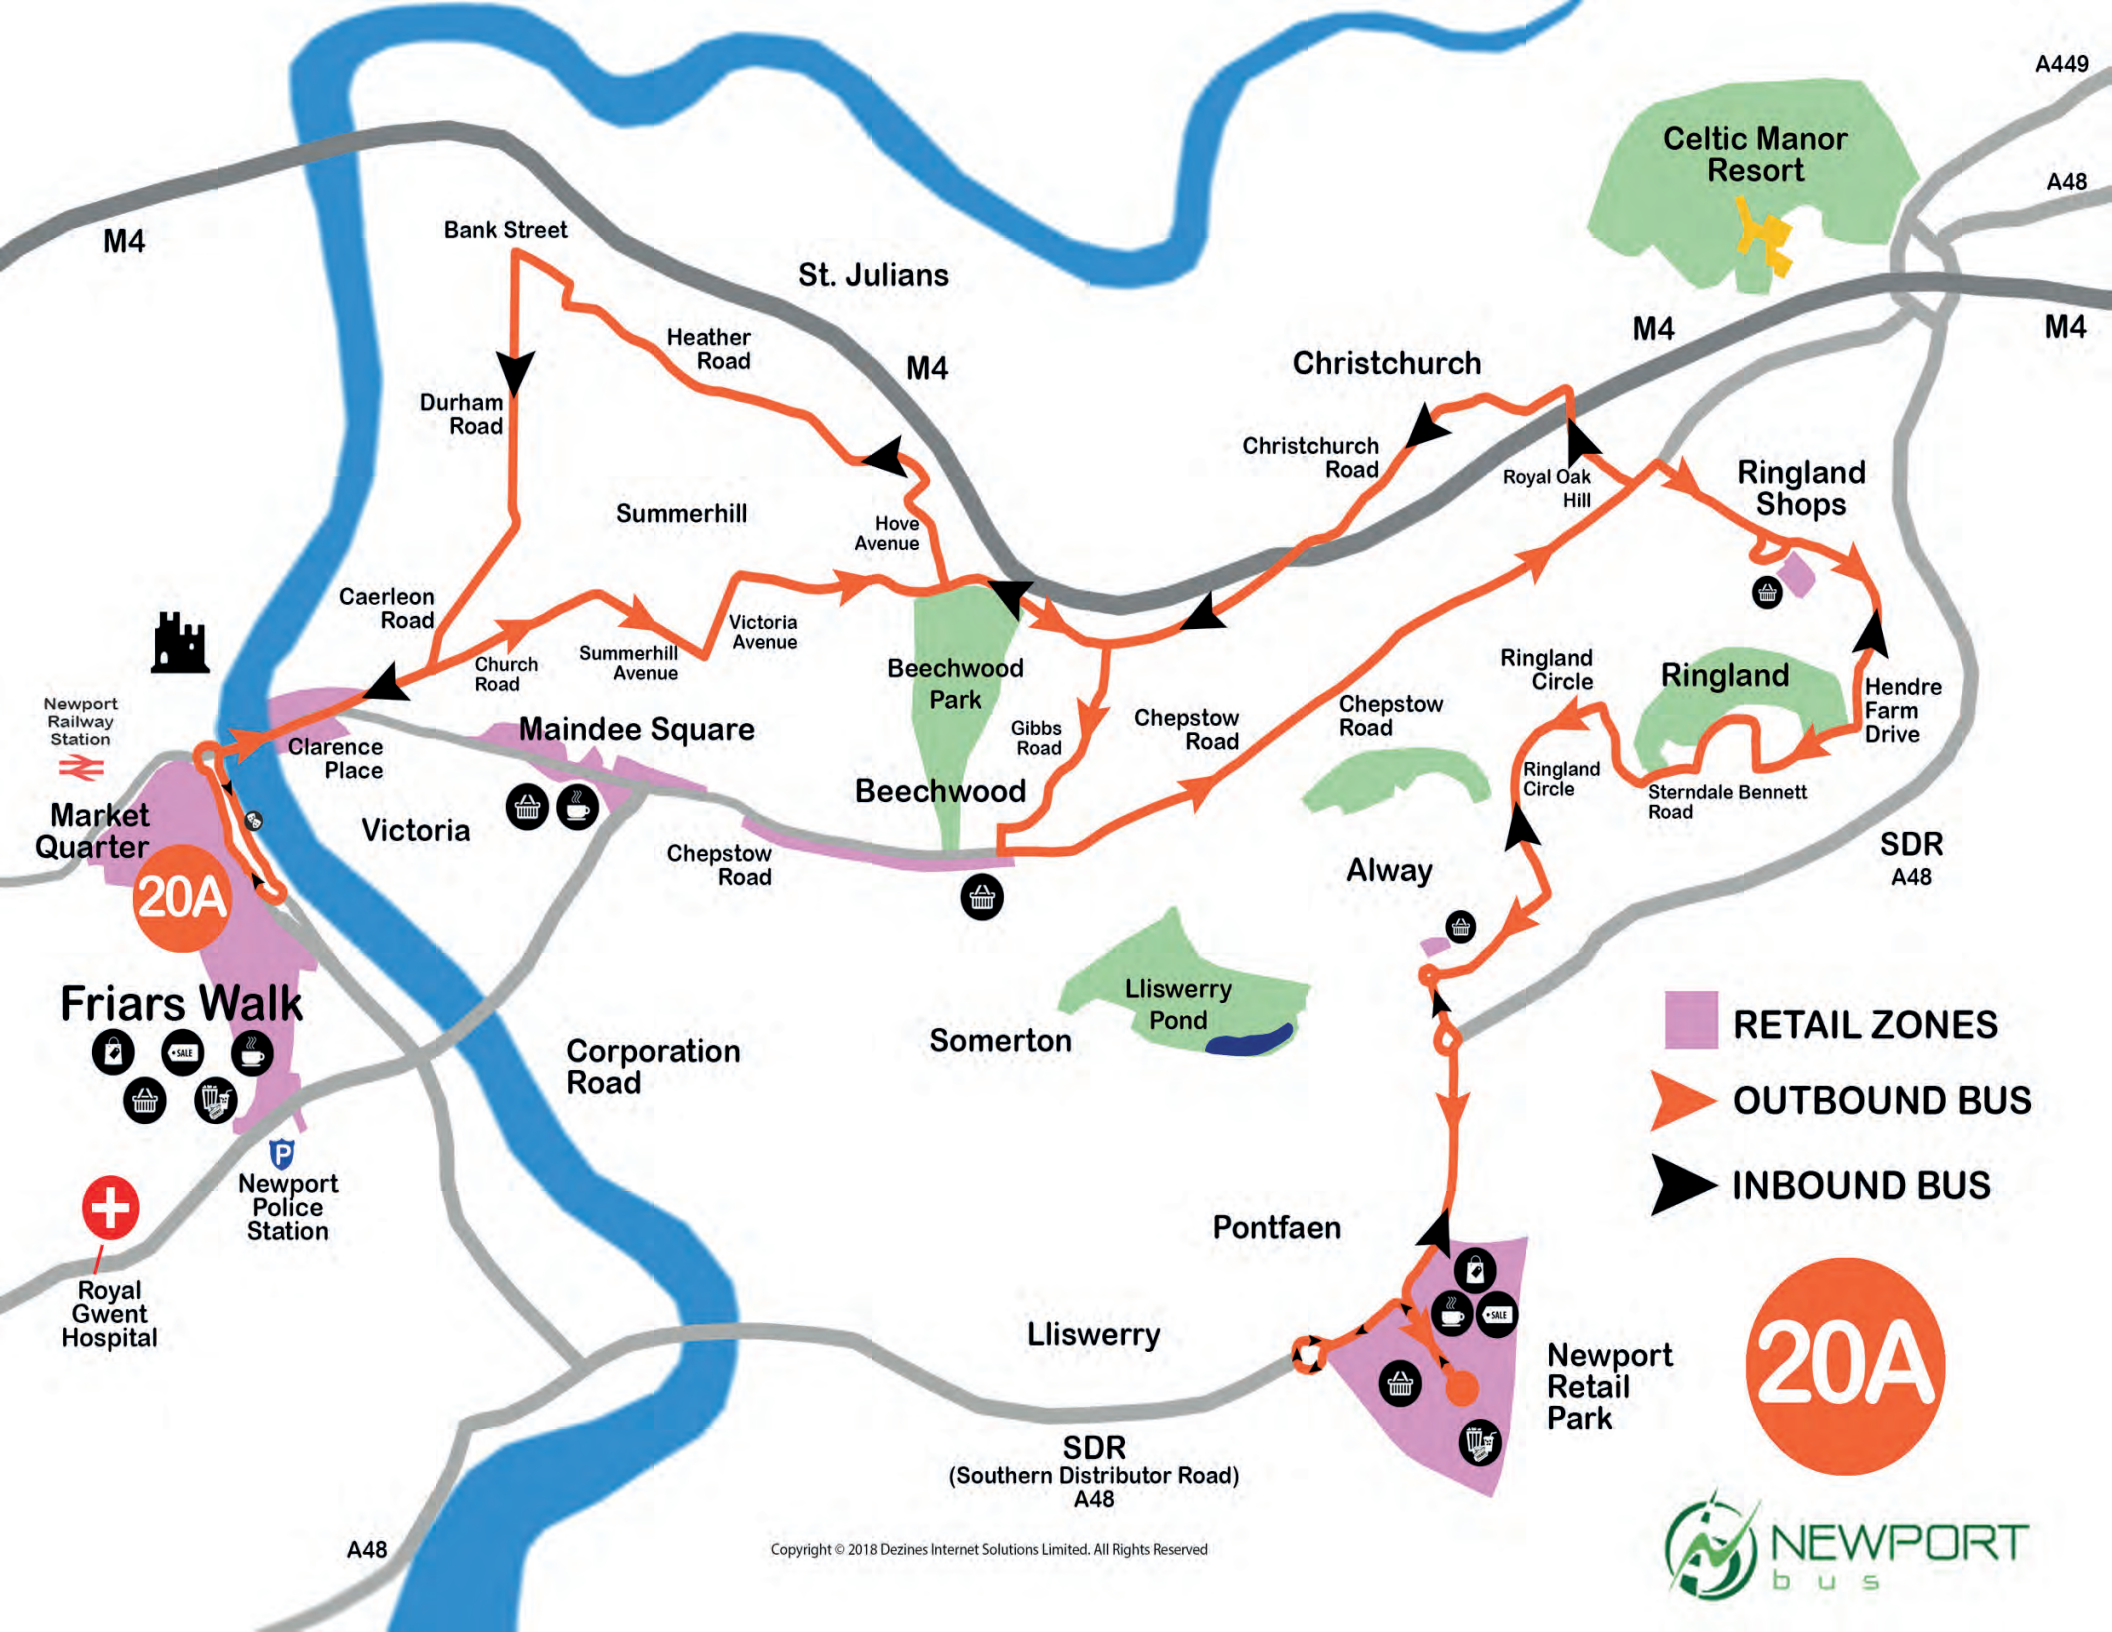 A449
Celtic Manor
Resort
A48
M4
Bank Street
St. Julians
M4
M4
Heather
Road
M4
Christchurch
Durham
Road
Christchurch
Road
Royal Oak
Hill
Ringland
Shops
Summerhill
Hove
Avenue
Caerleon
Road
Church
Road
Summerhill
Avenue
Victoria
Avenue
Beechwood
Park
Ringland
Circle
Ringland
Hendre
Farm
Drive
Newport
Railway
Station
Clarence
Place
Maindee Square
Gibbs
Road
Chepstow
Road
Chepstow
Road
Ringland
Circle
Sterndale Bennett
Road
Market
Quarter
Victoria
Beechwood
Chepstow
Road
Alway
SDR
A48
20A
Friars Walk
SALE
Lliswerry
Pond
Somerton
Corporation
Road
RETAIL ZONES
OUTBOUND BUS
INBOUND BUS
P
Newport
Police
Station
Royal
Gwent
Hospital
Pontfaen
SALE
Lliswerry
Newport
Retail
Park
20A
SDR
(Southern Distributor Road)
A48
A48
Copyright © 2018 Dezines Internet Solutions Limited. All Rights Reserved
NEWPORT
bus